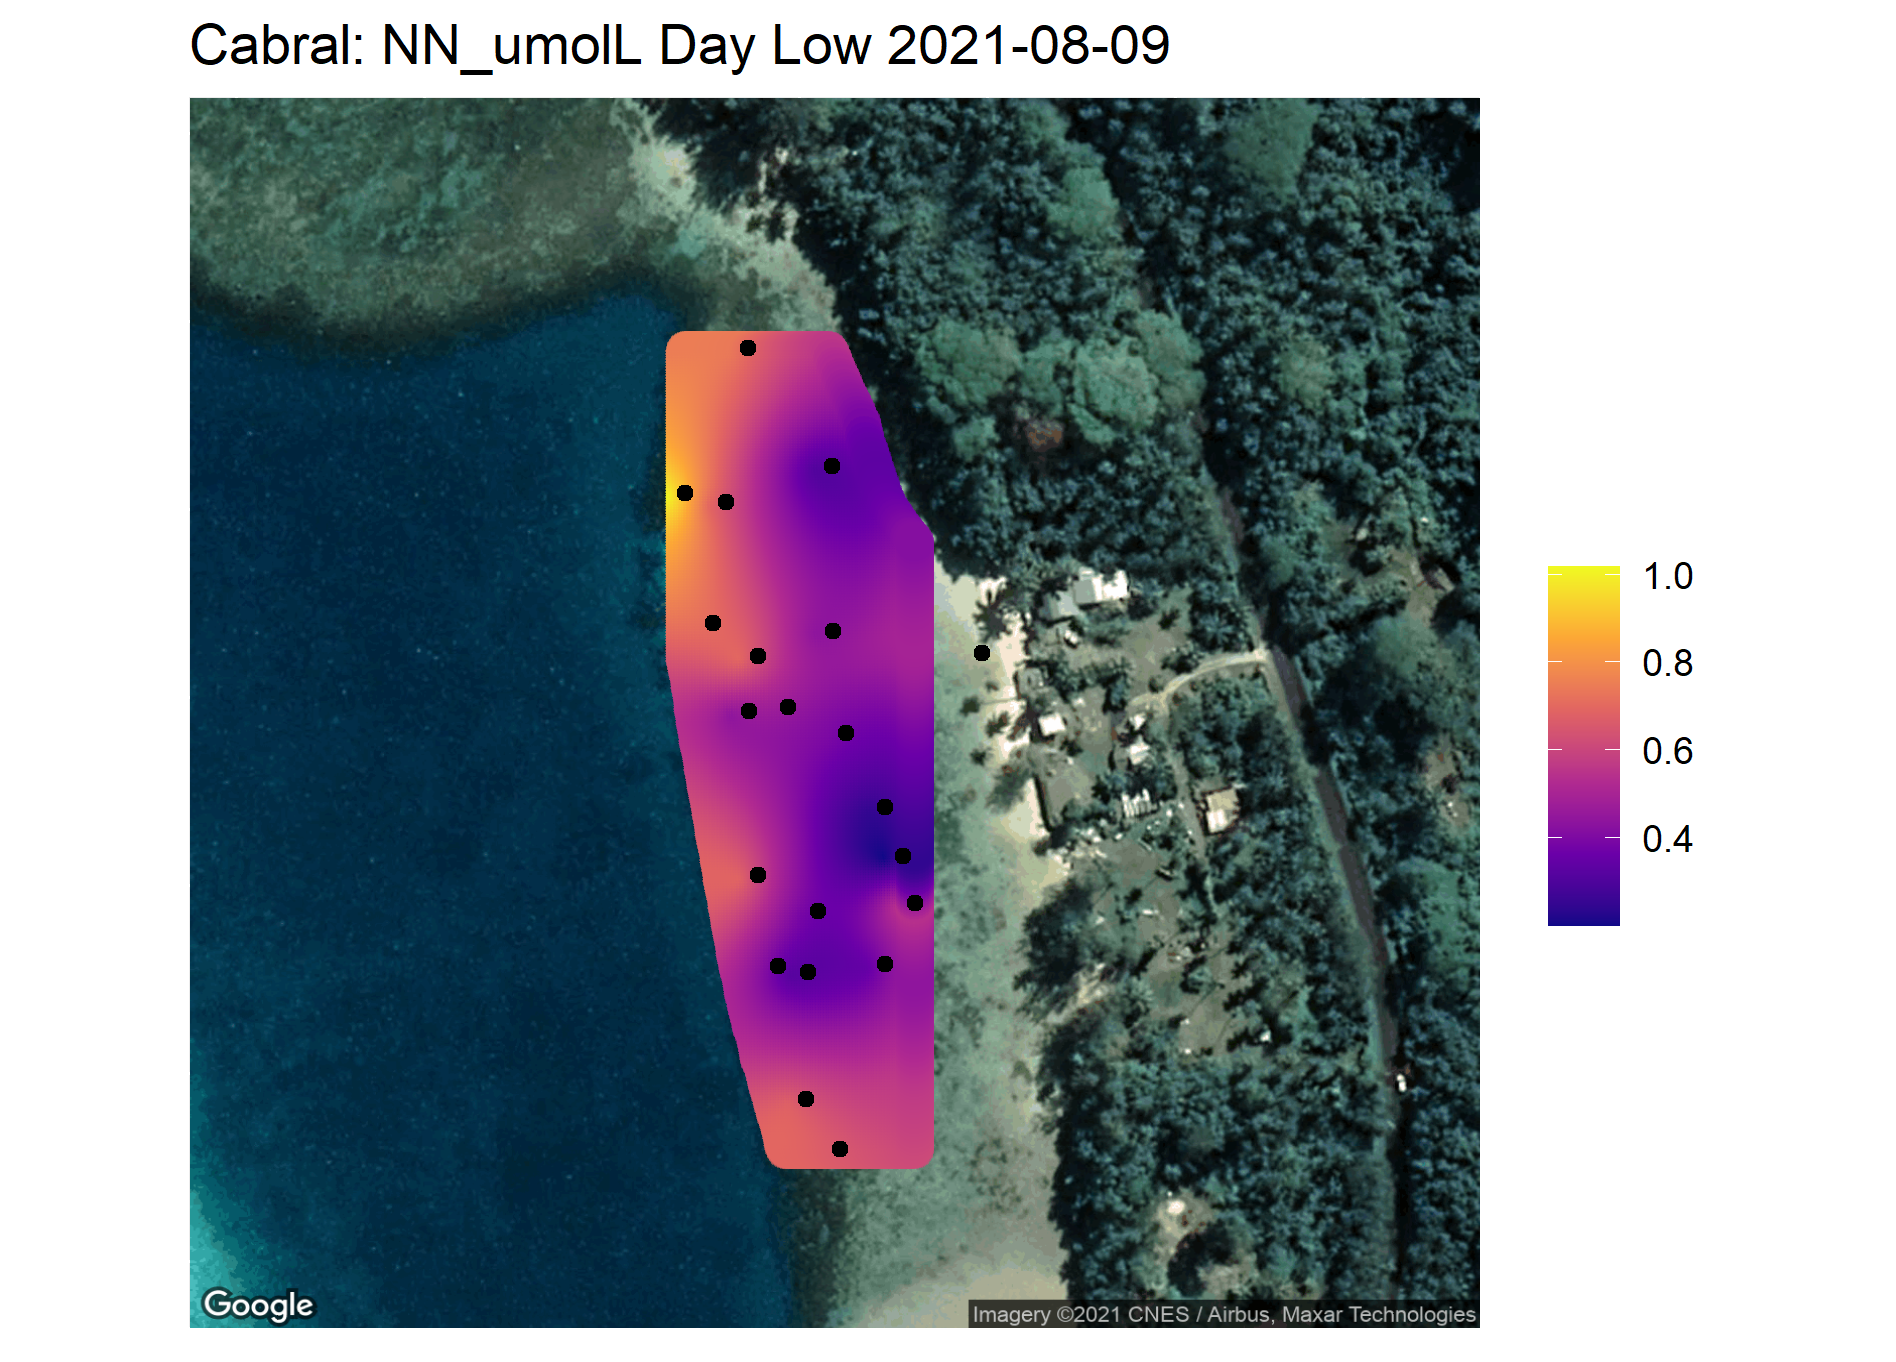 Cabral: NN_umolL Day Low 2021-08-09
1.0
0.8
0.6
0.4
Google
Imagery ©2021 CNES / Airbus, Maxar Technologies